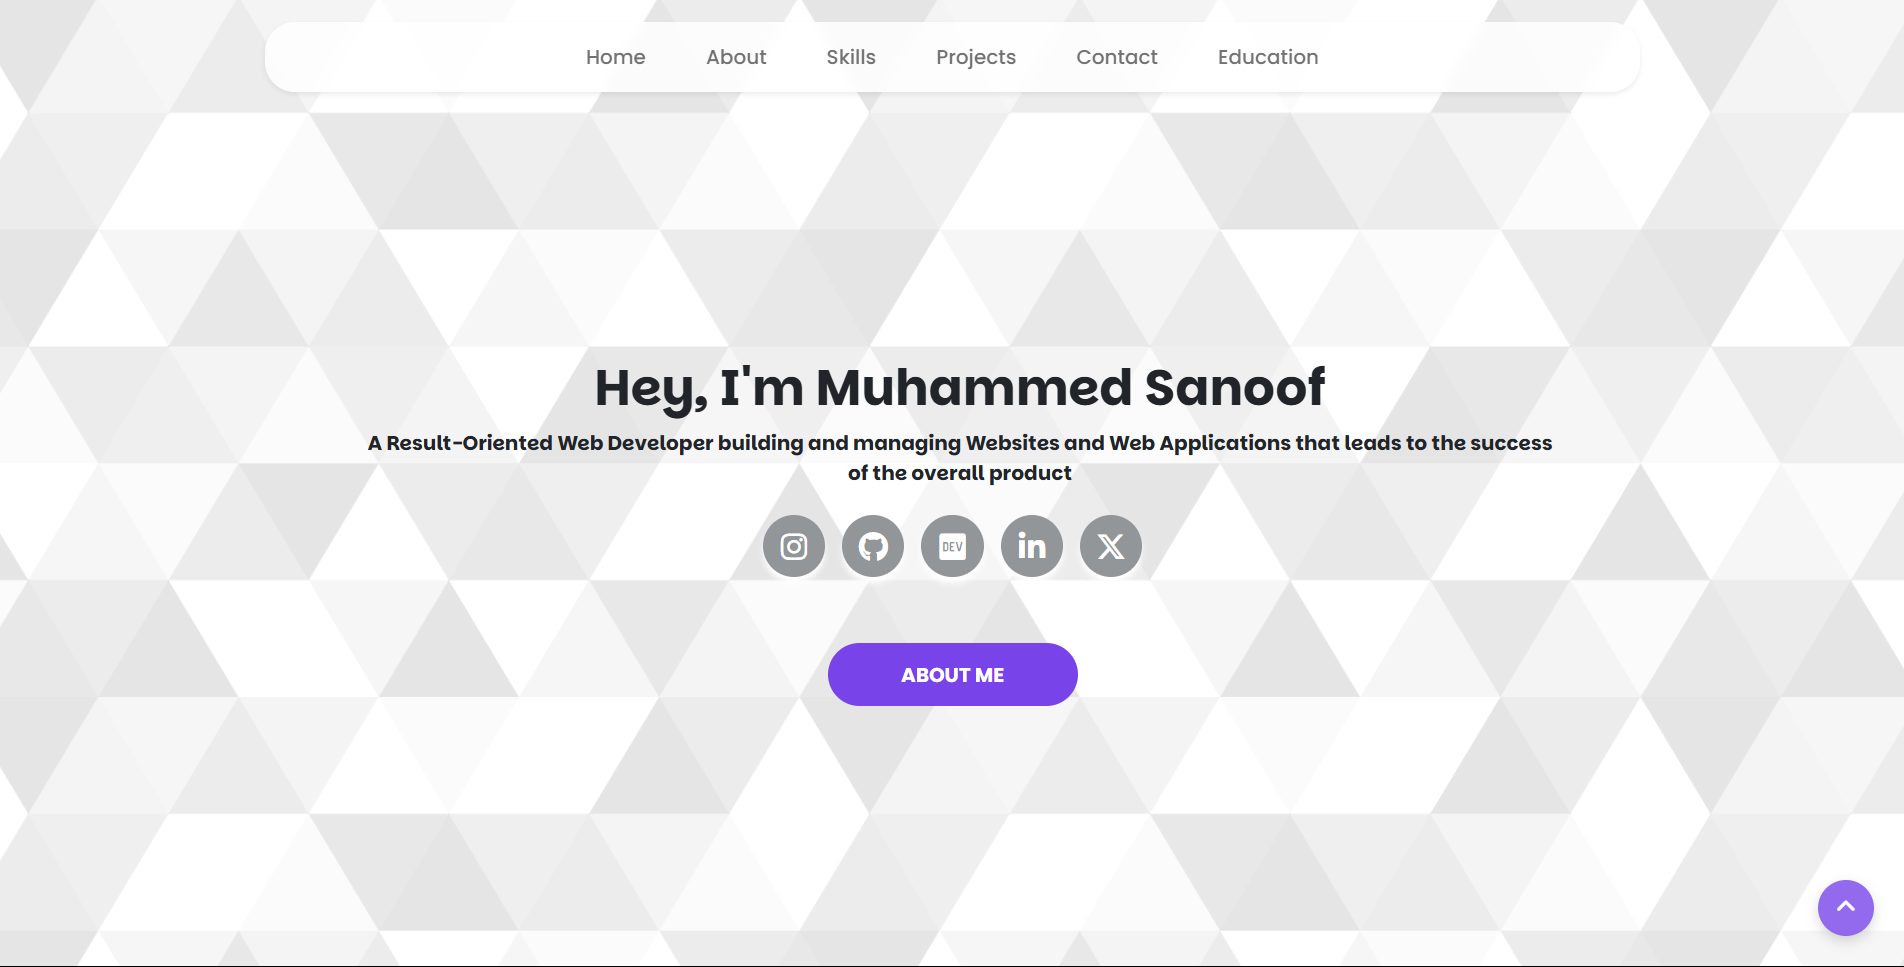 Home About Skills Projects Contact Education
Hey, I'm Muhammed Sanoof
A Result-Oriented Web Developer building and managing Websites and Web Applications that leads to the success
of the overall product
DEV
ABOUT ME